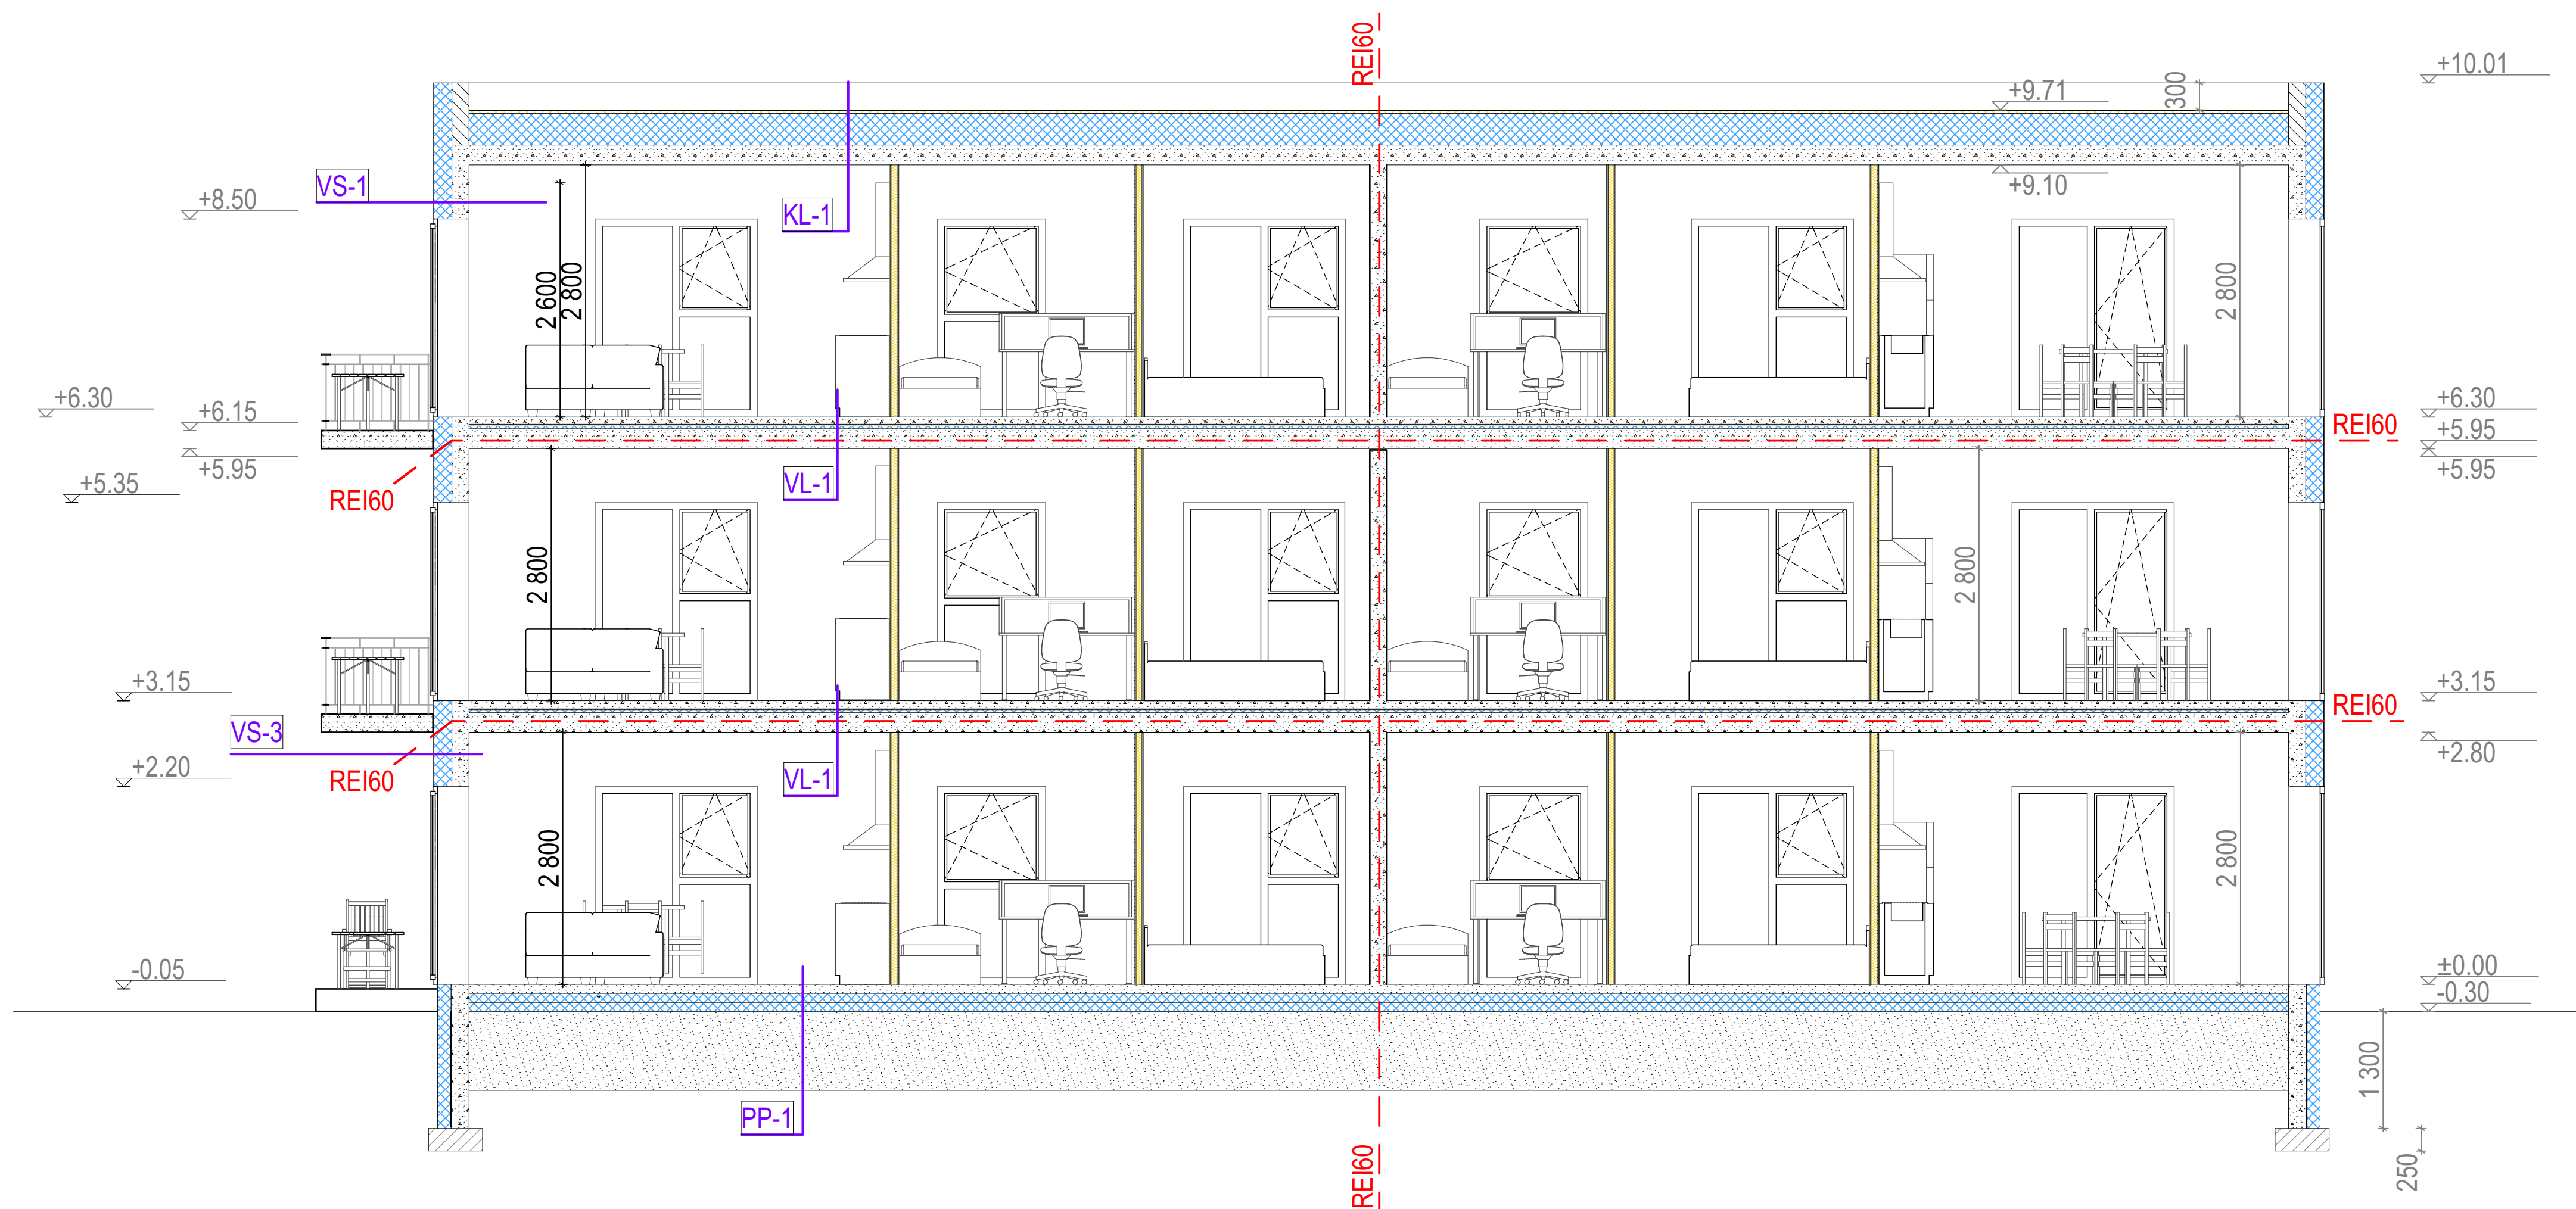 REI60
+10.01
+9.71
300
VS-1
+9.10
+8.50
KL-1
2 600
2 800
2 800
+6.30
+6.15
+6.30
REI60
+5.95
+5.95
+5.95
+5.35
VL-1
REI60
2 800
2 800
+3.15
+3.15
REI60
VS-3
+2.80
+2.20
VL-1
REI60
2 800
2 800
-0.05
±0.00
-0.30
1 300
PP-1
REI60
250